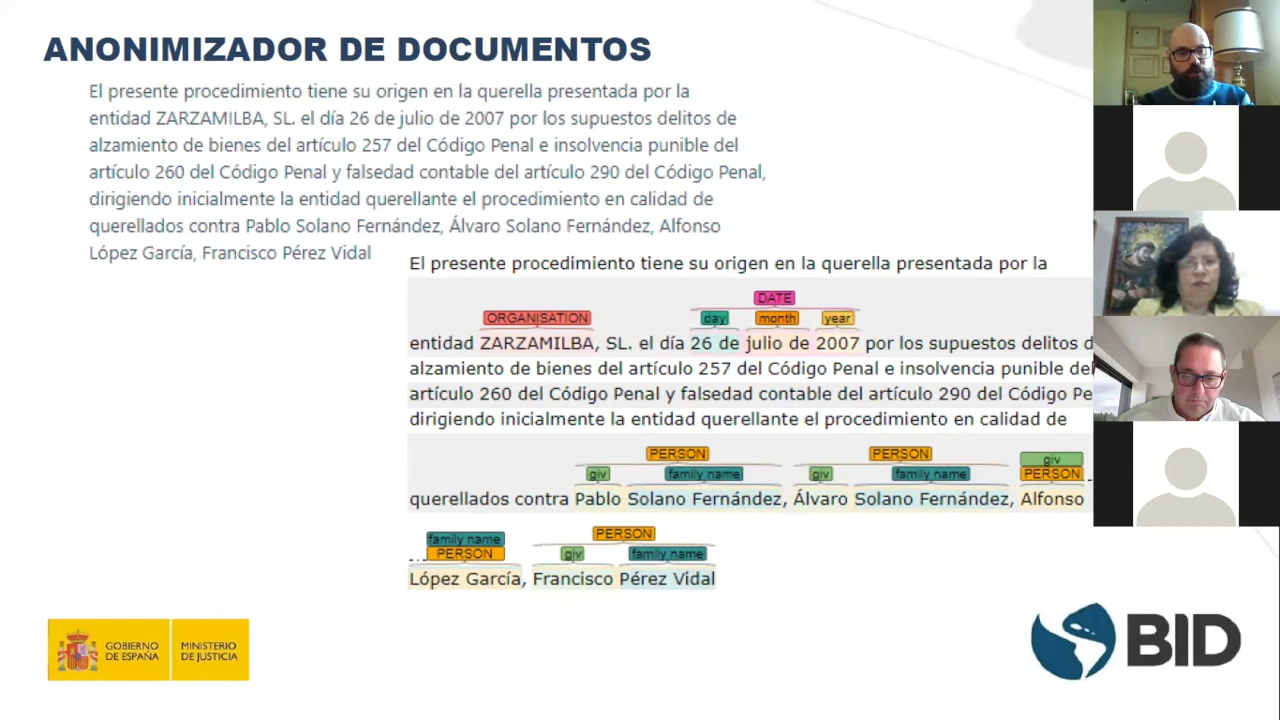 ANONIMIZADOR DE DOCUMENTOS
El presente procedimiento tiene su origen en la querella presentada por la
entidad ZARZAMILBA, SL. el día 26 de julio de 2007 por los supuestos delitos de
alzamiento de bienes del artículo 257 del Código Penal e insolvencia punible del
artículo 260 del Código Penal y falsedad contable del artículo 290 del Código Penal,
dirigiendo inicialmente la entidad querellante el procedimiento en calidad de
querellados contra Pablo Solano Fernández, Álvaro Solano Fernández, Alfonso
López García, Francisco Pérez Vidal
El presente procedimiento tiene su origen en la querella presentada por la
DATE
ORGANISATION day month year
entidad ZARZAMILBA, SL. el día 26 de julio de 2007 por los supuestos delitos d
alzamiento de bienes del artículo 257 del Código Penal e insolvencia punible del
artículo 260 del Código Penal y falsedad contable del artículo 290 del Código Pe
dirigiendo inicialmente la entidad querellante el procedimiento en calidad de
PERSON PERSON giv
giv family name giv family name PERSON
querellados contra Pablo Solano Fernández, Álvaro Solano Fernández, Alfonso
family name PERSON
PERSON giv family name
López García, Francisco Pérez Vidal
GOBIERNO DE ESPAÑA
MINISTERIO DE JUSTICIA
BID